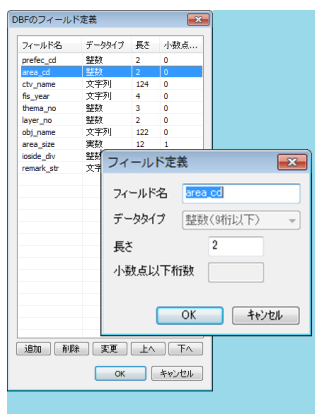 DBFのフィールド定義
フィールド名 データタイプ 長さ 小数点...
prefec_cd 整数 2 0
area_cd 整数 2 0
ctv_name 文字列 124 0
fis_year 文字列 4 0
thema_no 整数 3 0
layer_no 整数 2 0
obj_name 文字列 122 0
area_size 実数 12 1
ioside_div 整数
remark_str 文字
フィールド定義
フィールド名 area_cd
データタイプ 整数(9桁以下)
長さ 2
小数点以下桁数
OK キャンセル
追加 削除 変更 上へ 下へ
OK キャンセル